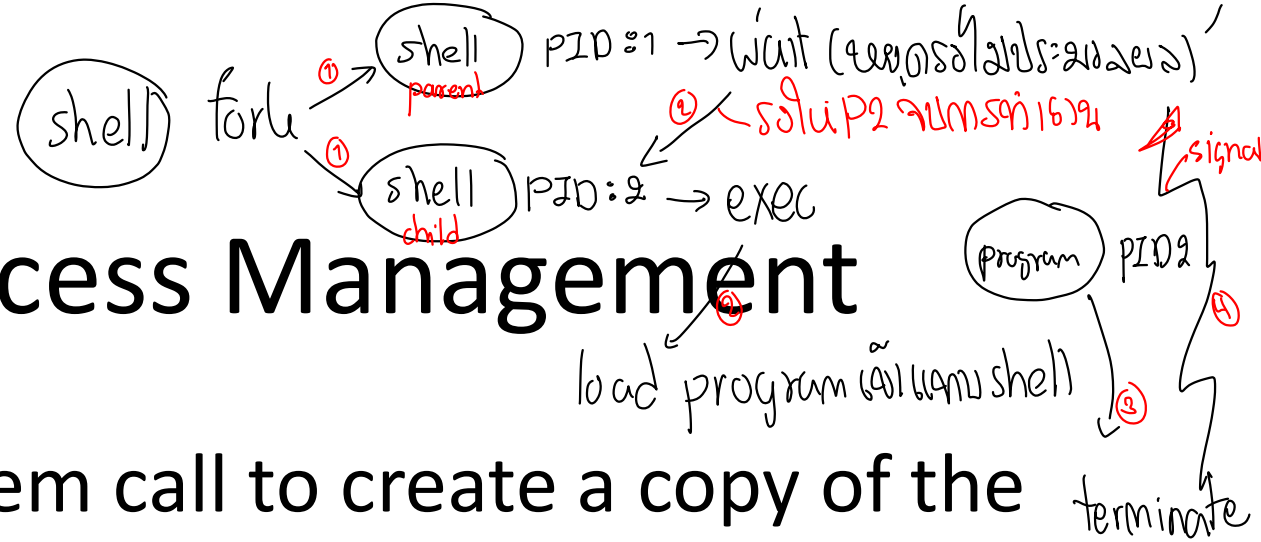 shell PID:1 → wait (หยุดรอไม่ประมวลผล)
① parent
shell fork ② รอให้ P2 จบการทำงาน
① signal
shell PID:2 → exec
child
program PID2
cess Management
② ④
load program เข้าแทน shell
③
em call to create a copy of the
terminate